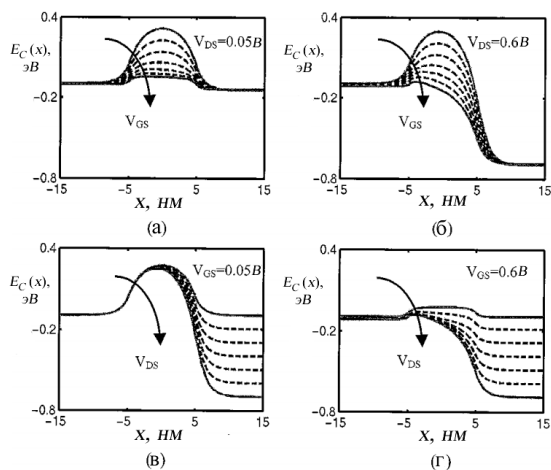 0.4
E_C(x),
эВ
V_DS=0.05В
-0.2
V_GS
-0.8
-15 -5 5 15
X, НМ
(а)
0.4
E_C(x),
эВ
V_DS=0.6В
-0.2
V_GS
-0.8
-15 -5 5 15
X, НМ
(б)
0.4
E_C(x),
эВ
V_GS=0.05В
-0.2
V_DS
-0.8
-15 -5 5 15
X, НМ
(в)
0.4
E_C(x),
эВ
V_GS=0.6В
-0.2
V_DS
-0.8
-15 -5 5 15
X, НМ
(г)